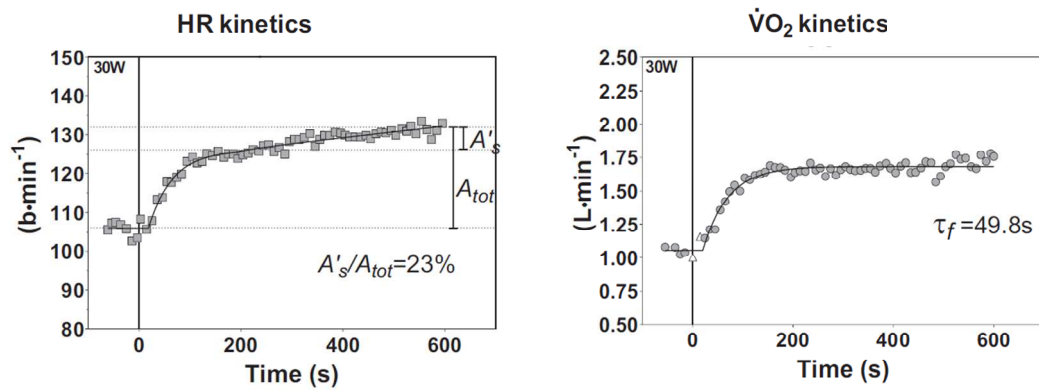 HR kinetics
30W
150
140
130
120
110
100
90
80
(b•min⁻¹)
0
200
400
600
Time (s)
A'ₛ
Aₜₒₜ
A'ₛ/Aₜₒₜ=23%
V̇O₂ kinetics
30W
2.50
2.25
2.00
1.75
1.50
1.25
1.00
0.75
0.50
(L•min⁻¹)
0
200
400
600
Time (s)
τf=49.8s